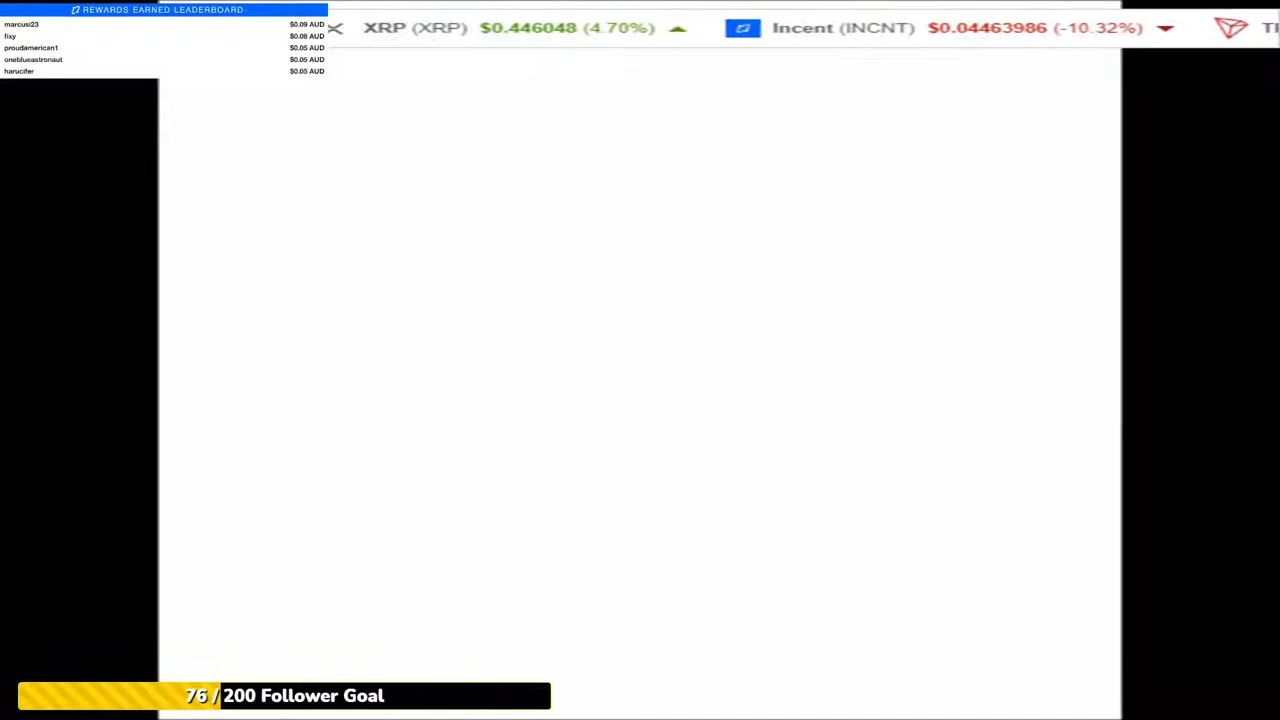 REWARDS EARNED LEADERBOARD
marcusi23 $0.09 AUD
fixy $0.08 AUD
proudamerican1 $0.05 AUD
oneblueastronaut $0.05 AUD
harucifer $0.05 AUD
XRP (XRP) $0.446048 (4.70%) Incent (INCNT) $0.04463986 (-10.32%)
76 / 200 Follower Goal